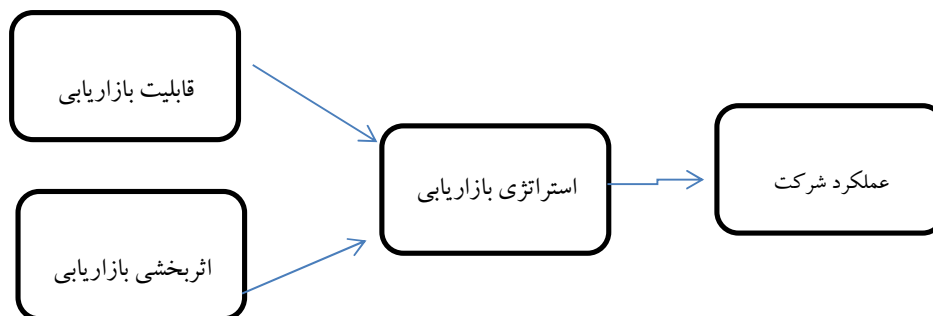 قابلیت بازاریابی
استراتژی بازاریابی
عملکرد شرکت
اثربخشی بازاریابی